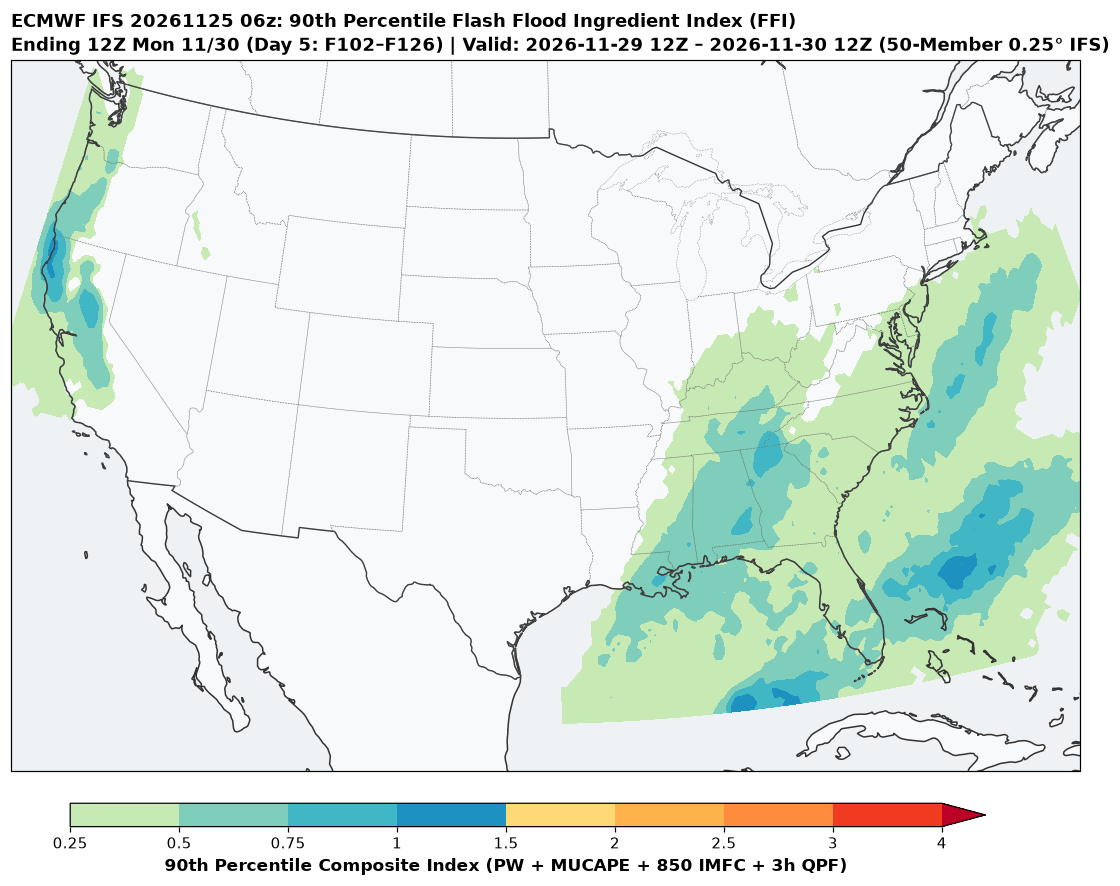 ECMWF IFS 20261125 06z: 90th Percentile Flash Flood Ingredient Index (FFI)
Ending 12Z Mon 11/30 (Day 5: F102–F126) | Valid: 2026-11-29 12Z – 2026-11-30 12Z (50-Member 0.25° IFS)
0.25 0.5 0.75 1 1.5 2 2.5 3 4
90th Percentile Composite Index (PW + MUCAPE + 850 IMFC + 3h QPF)